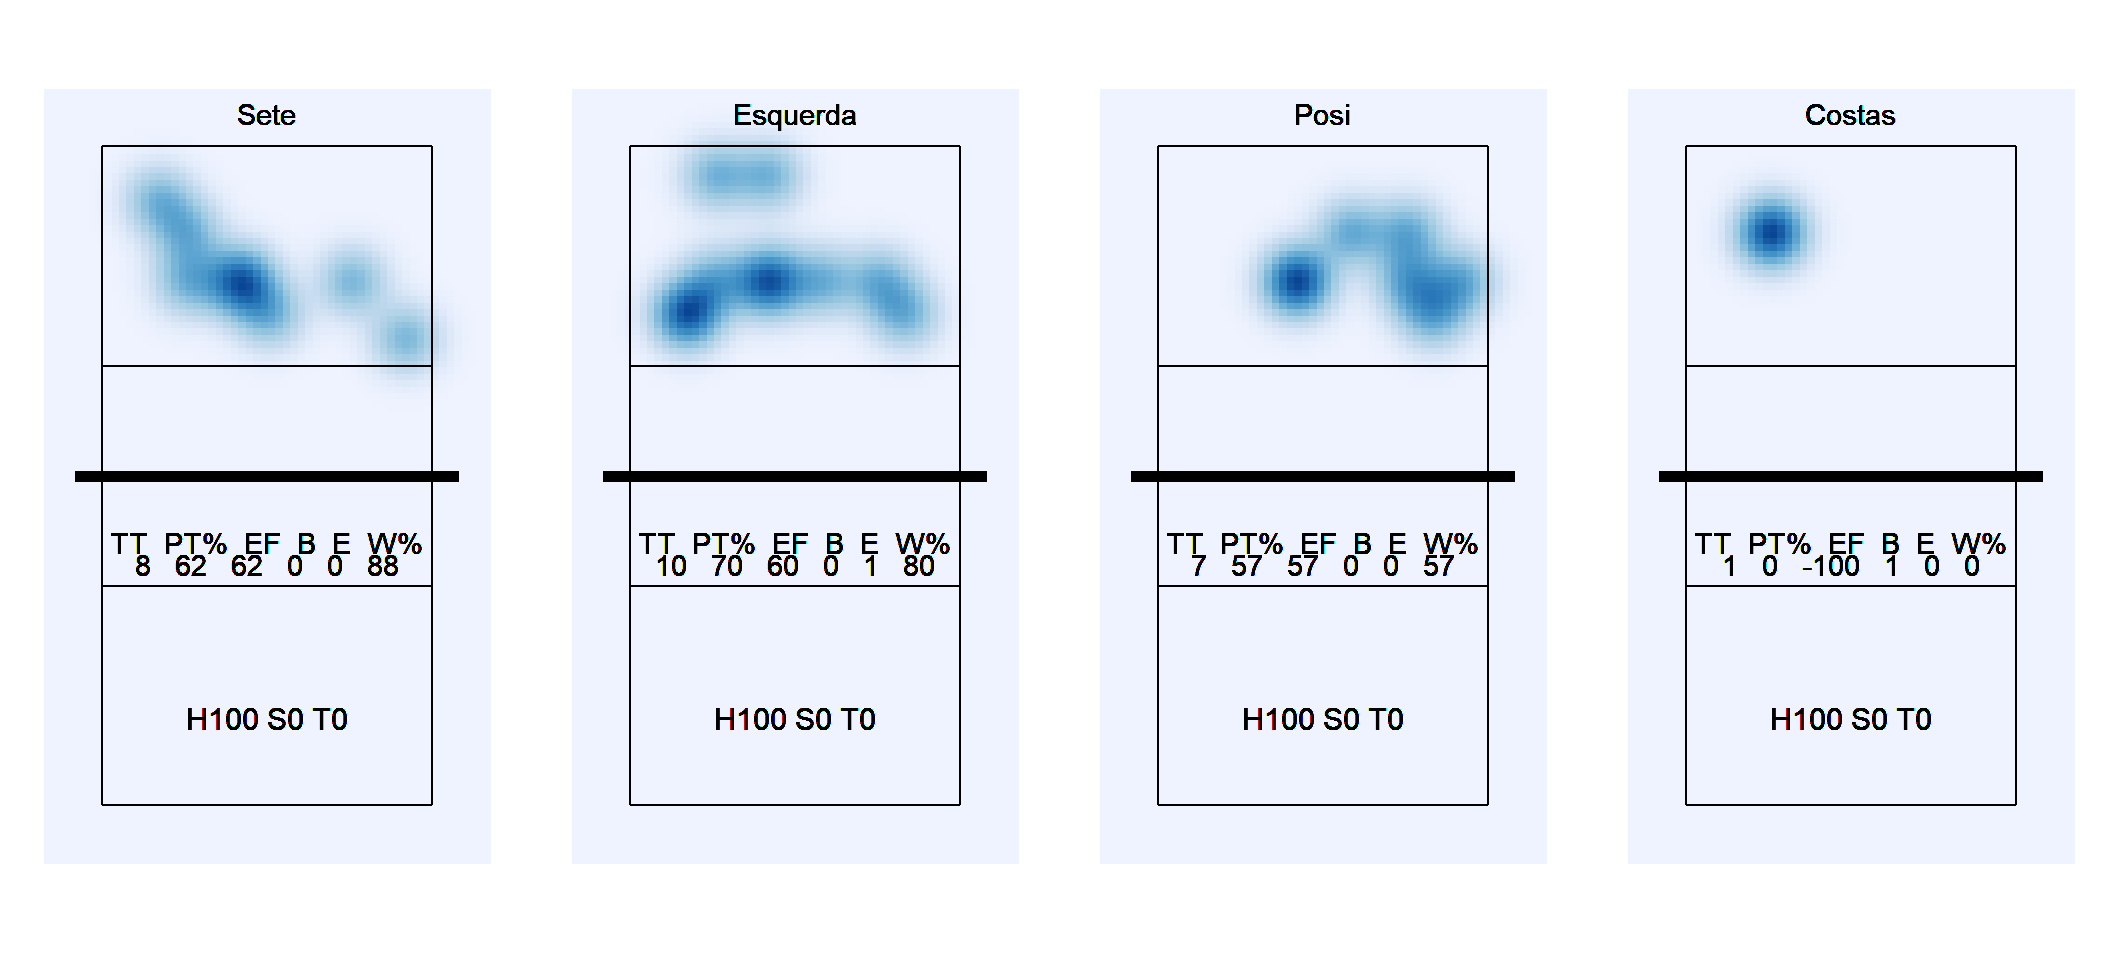 Sete
TT PT% EF B E W%
8 62 62 0 0 88
H100 S0 T0
Esquerda
TT PT% EF B E W%
10 70 60 0 1 80
H100 S0 T0
Posi
TT PT% EF B E W%
7 57 57 0 0 57
H100 S0 T0
Costas
TT PT% EF B E W%
1 0 -100 1 0 0
H100 S0 T0